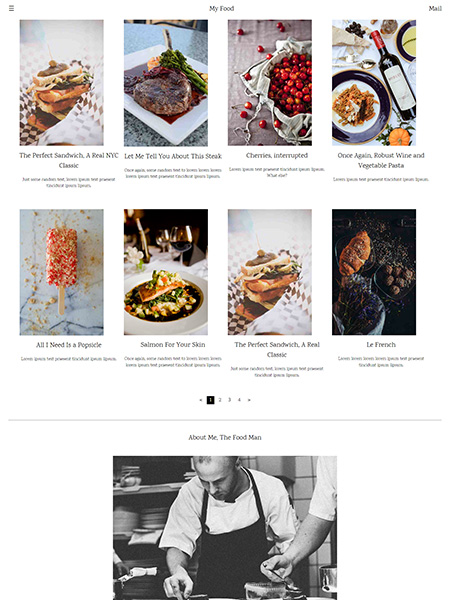 ☰ My Food Mail
The Perfect Sandwich, A Real NYC
Classic
Just some random text, lorem ipsum text praesent
tincidunt ipsum lipsum.
Let Me Tell You About This Steak
Once again, some random text to lorem lorem
lorem ipsum text praesent tincidunt ipsum lipsum.
Cherries, interrupted
Lorem ipsum text praesent tincidunt ipsum lipsum.
What else?
Once Again, Robust Wine and
Vegetable Pasta
Lorem ipsum text praesent tincidunt ipsum lipsum.
All I Need Is a Popsicle
Lorem ipsum text praesent tincidunt ipsum lipsum.
Salmon For Your Skin
Once again, some random text to lorem lorem
lorem ipsum text praesent tincidunt ipsum lipsum.
The Perfect Sandwich, A Real
Classic
Just some random text, lorem ipsum text praesent
tincidunt ipsum lipsum.
Le French
Lorem lorem lorem lorem ipsum text praesent
tincidunt ipsum lipsum.
« 1 2 3 4 »
About Me, The Food Man